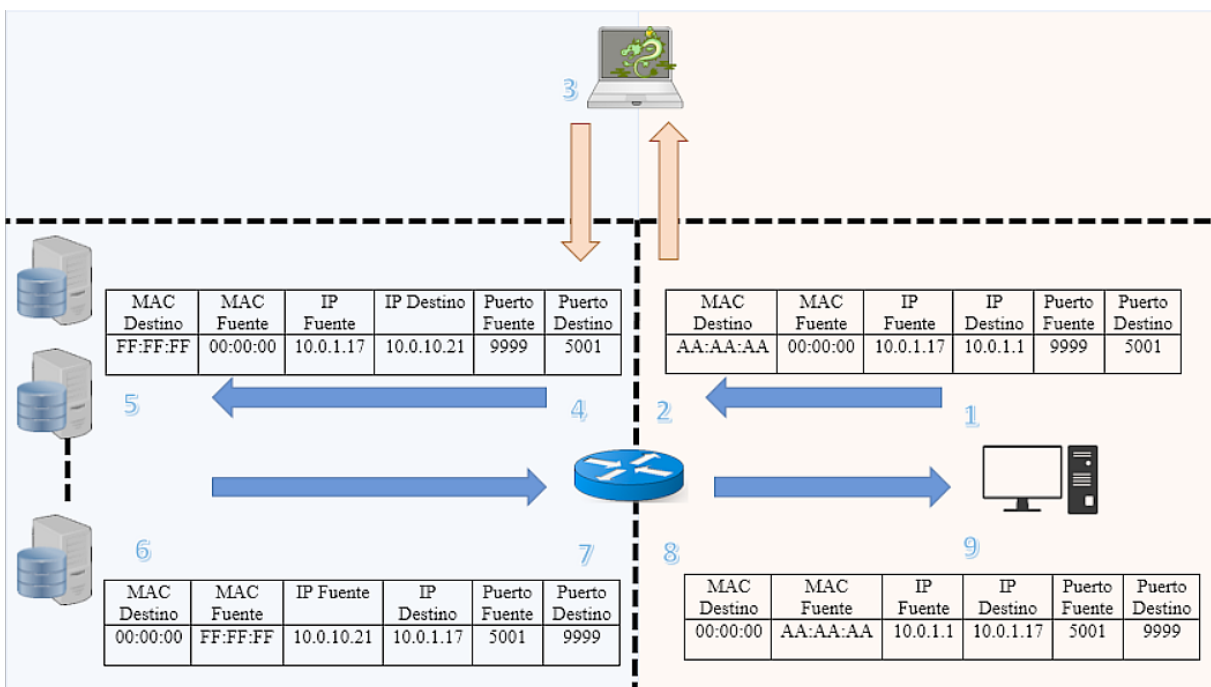 3
MAC Destino MAC Fuente IP Fuente IP Destino Puerto Fuente Puerto Destino
FF:FF:FF 00:00:00 10.0.1.17 10.0.10.21 9999 5001
MAC Destino MAC Fuente IP Fuente IP Destino Puerto Fuente Puerto Destino
AA:AA:AA 00:00:00 10.0.1.17 10.0.1.1 9999 5001
5 4 2 1
6 7 8 9
MAC Destino MAC Fuente IP Fuente IP Destino Puerto Fuente Puerto Destino
00:00:00 FF:FF:FF 10.0.10.21 10.0.1.17 5001 9999
MAC Destino MAC Fuente IP Fuente IP Destino Puerto Fuente Puerto Destino
00:00:00 AA:AA:AA 10.0.1.1 10.0.1.17 5001 9999